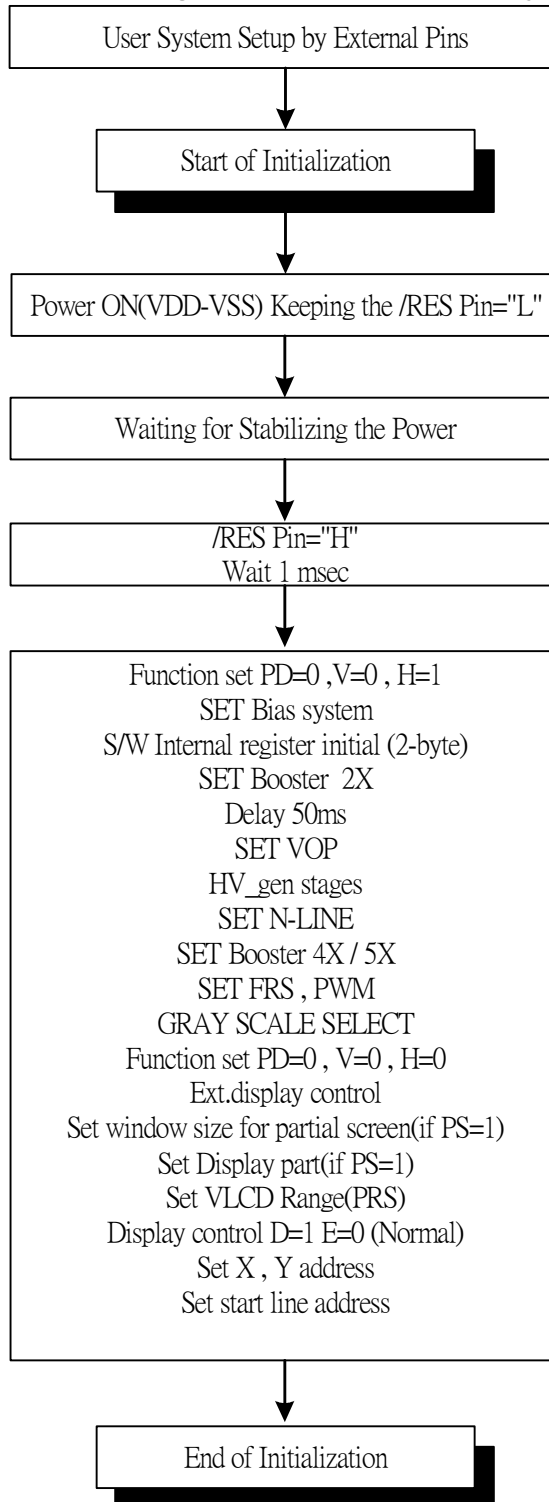 User System Setup by External Pins
Start of Initialization
Power ON(VDD-VSS) Keeping the /RES Pin="L"
Waiting for Stabilizing the Power
/RES Pin="H"
Wait 1 msec
Function set PD=0 ,V=0 , H=1
SET Bias system
S/W Internal register initial (2-byte)
SET Booster 2X
Delay 50ms
SET VOP
HV_gen stages
SET N-LINE
SET Booster 4X / 5X
SET FRS , PWM
GRAY SCALE SELECT
Function set PD=0 , V=0 , H=0
Ext.display control
Set window size for partial screen(if PS=1)
Set Display part(if PS=1)
Set VLCD Range(PRS)
Display control D=1 E=0 (Normal)
Set X , Y address
Set start line address
End of Initialization